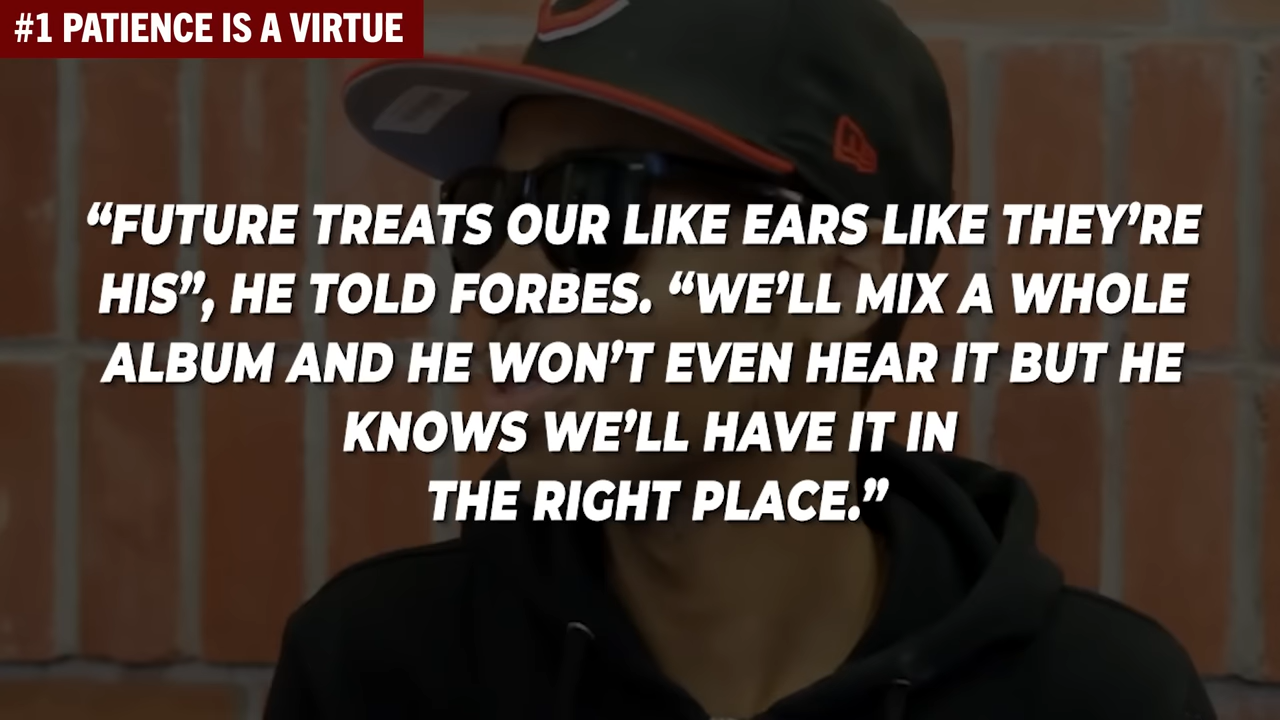 #1 PATIENCE IS A VIRTUE
“FUTURE TREATS OUR LIKE EARS LIKE THEY’RE
HIS”, HE TOLD FORBES. “WE’LL MIX A WHOLE
ALBUM AND HE WON’T EVEN HEAR IT BUT HE
KNOWS WE’LL HAVE IT IN
THE RIGHT PLACE.”